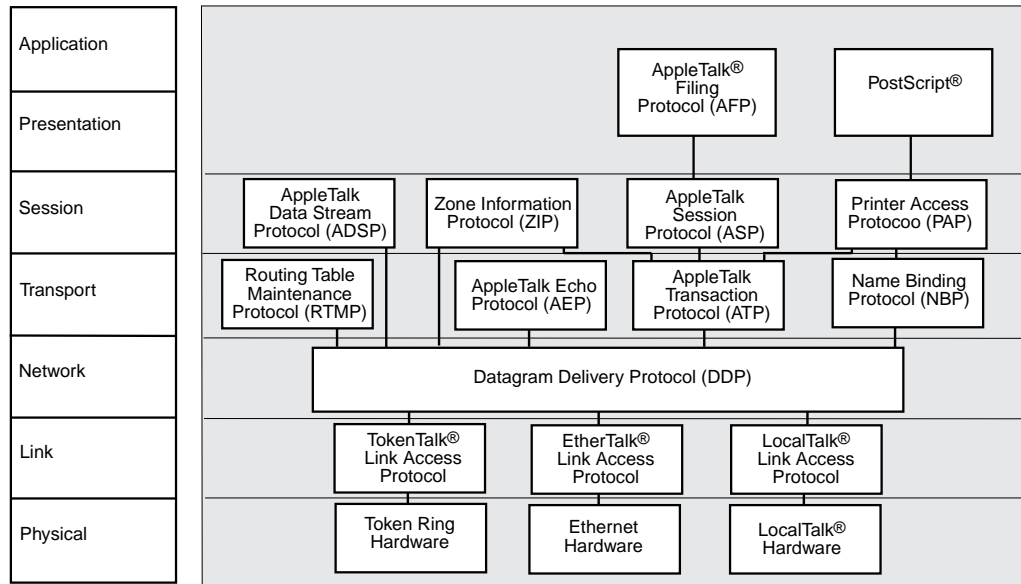 Application
Presentation
Session
Transport
Network
Link
Physical
AppleTalk®
Filing
Protocol (AFP)
PostScript®
AppleTalk
Data Stream
Protocol (ADSP)
Zone Information
Protocol (ZIP)
AppleTalk
Session
Protocol (ASP)
Printer Access
Protocoo (PAP)
Routing Table
Maintenance
Protocol (RTMP)
AppleTalk Echo
Protocol (AEP)
AppleTalk
Transaction
Protocol (ATP)
Name Binding
Protocol (NBP)
Datagram Delivery Protocol (DDP)
TokenTalk®
Link Access
Protocol
EtherTalk®
Link Access
Protocol
LocalTalk®
Link Access
Protocol
Token Ring
Hardware
Ethernet
Hardware
LocalTalk®
Hardware